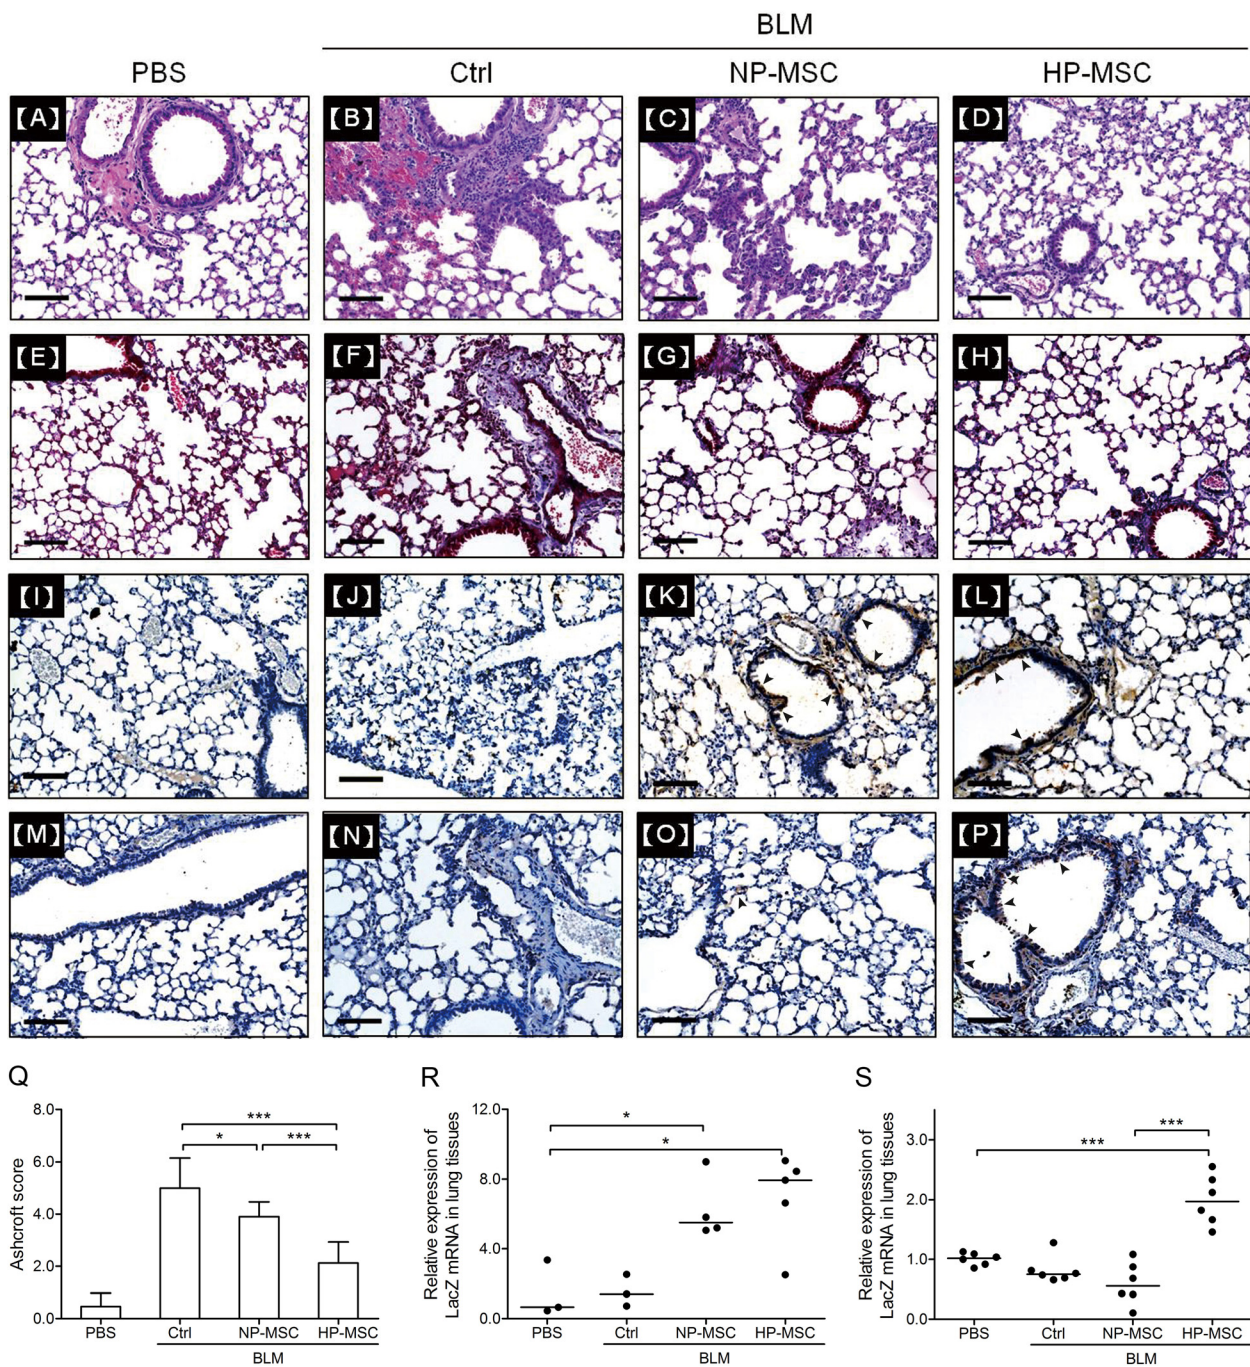 BLM
PBS Ctrl NP-MSC HP-MSC
【A】 【B】 【C】 【D】
【E】 【F】 【G】 【H】
【I】 【J】 【K】 【L】
【M】 【N】 【O】 【P】
Q
Ashcroft score
8.0
6.0
4.0
2.0
0.0
***
* ***
PBS Ctrl NP-MSC HP-MSC
BLM
R
Relative expression of
LacZ mRNA in lung tissues
12.0
8.0
4.0
0.0
*
*
PBS Ctrl NP-MSC HP-MSC
BLM
S
Relative expression of
LacZ mRNA in lung tissues
3.0
2.0
1.0
0.0
***
***
PBS Ctrl NP-MSC HP-MSC
BLM